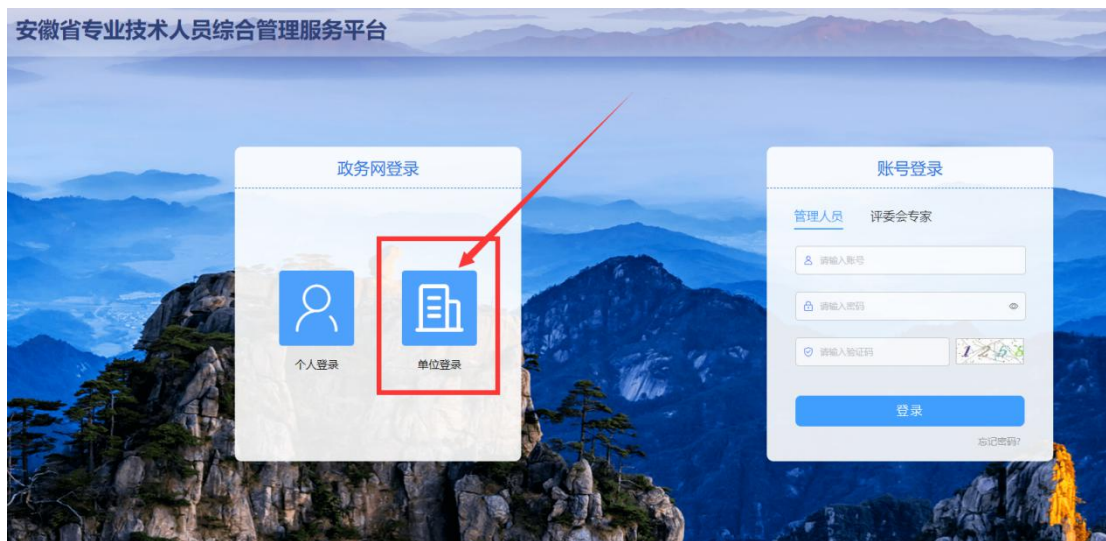 安徽省专业技术人员综合管理服务平台
政务网登录
个人登录
单位登录
账号登录
管理人员 评委会专家
请输入账号
请输入密码
请输入验证码
1266
登录
忘记密码?